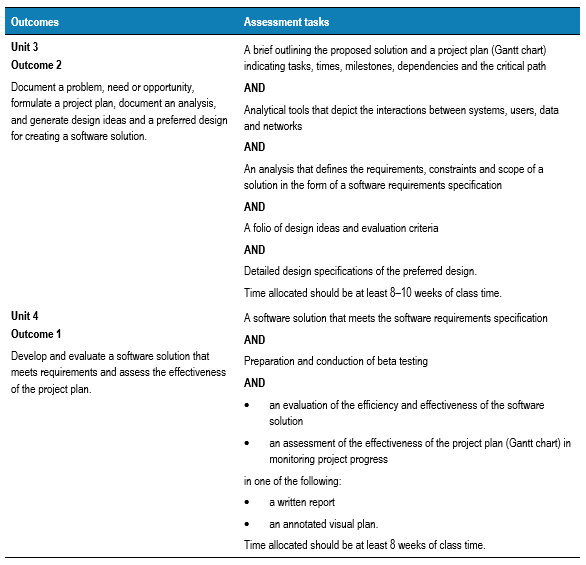 Outcomes
Assessment tasks
Unit 3
Outcome 2
Document a problem, need or opportunity,
formulate a project plan, document an analysis,
and generate design ideas and a preferred design
for creating a software solution.
A brief outlining the proposed solution and a project plan (Gantt chart)
indicating tasks, times, milestones, dependencies and the critical path
AND
Analytical tools that depict the interactions between systems, users, data
and networks
AND
An analysis that defines the requirements, constraints and scope of a
solution in the form of a software requirements specification
AND
A folio of design ideas and evaluation criteria
AND
Detailed design specifications of the preferred design.
Time allocated should be at least 8–10 weeks of class time.
Unit 4
Outcome 1
Develop and evaluate a software solution that
meets requirements and assess the effectiveness
of the project plan.
A software solution that meets the software requirements specification
AND
Preparation and conduction of beta testing
AND
• an evaluation of the efficiency and effectiveness of the software
solution
• an assessment of the effectiveness of the project plan (Gantt chart) in
monitoring project progress
in one of the following:
• a written report
• an annotated visual plan.
Time allocated should be at least 8 weeks of class time.